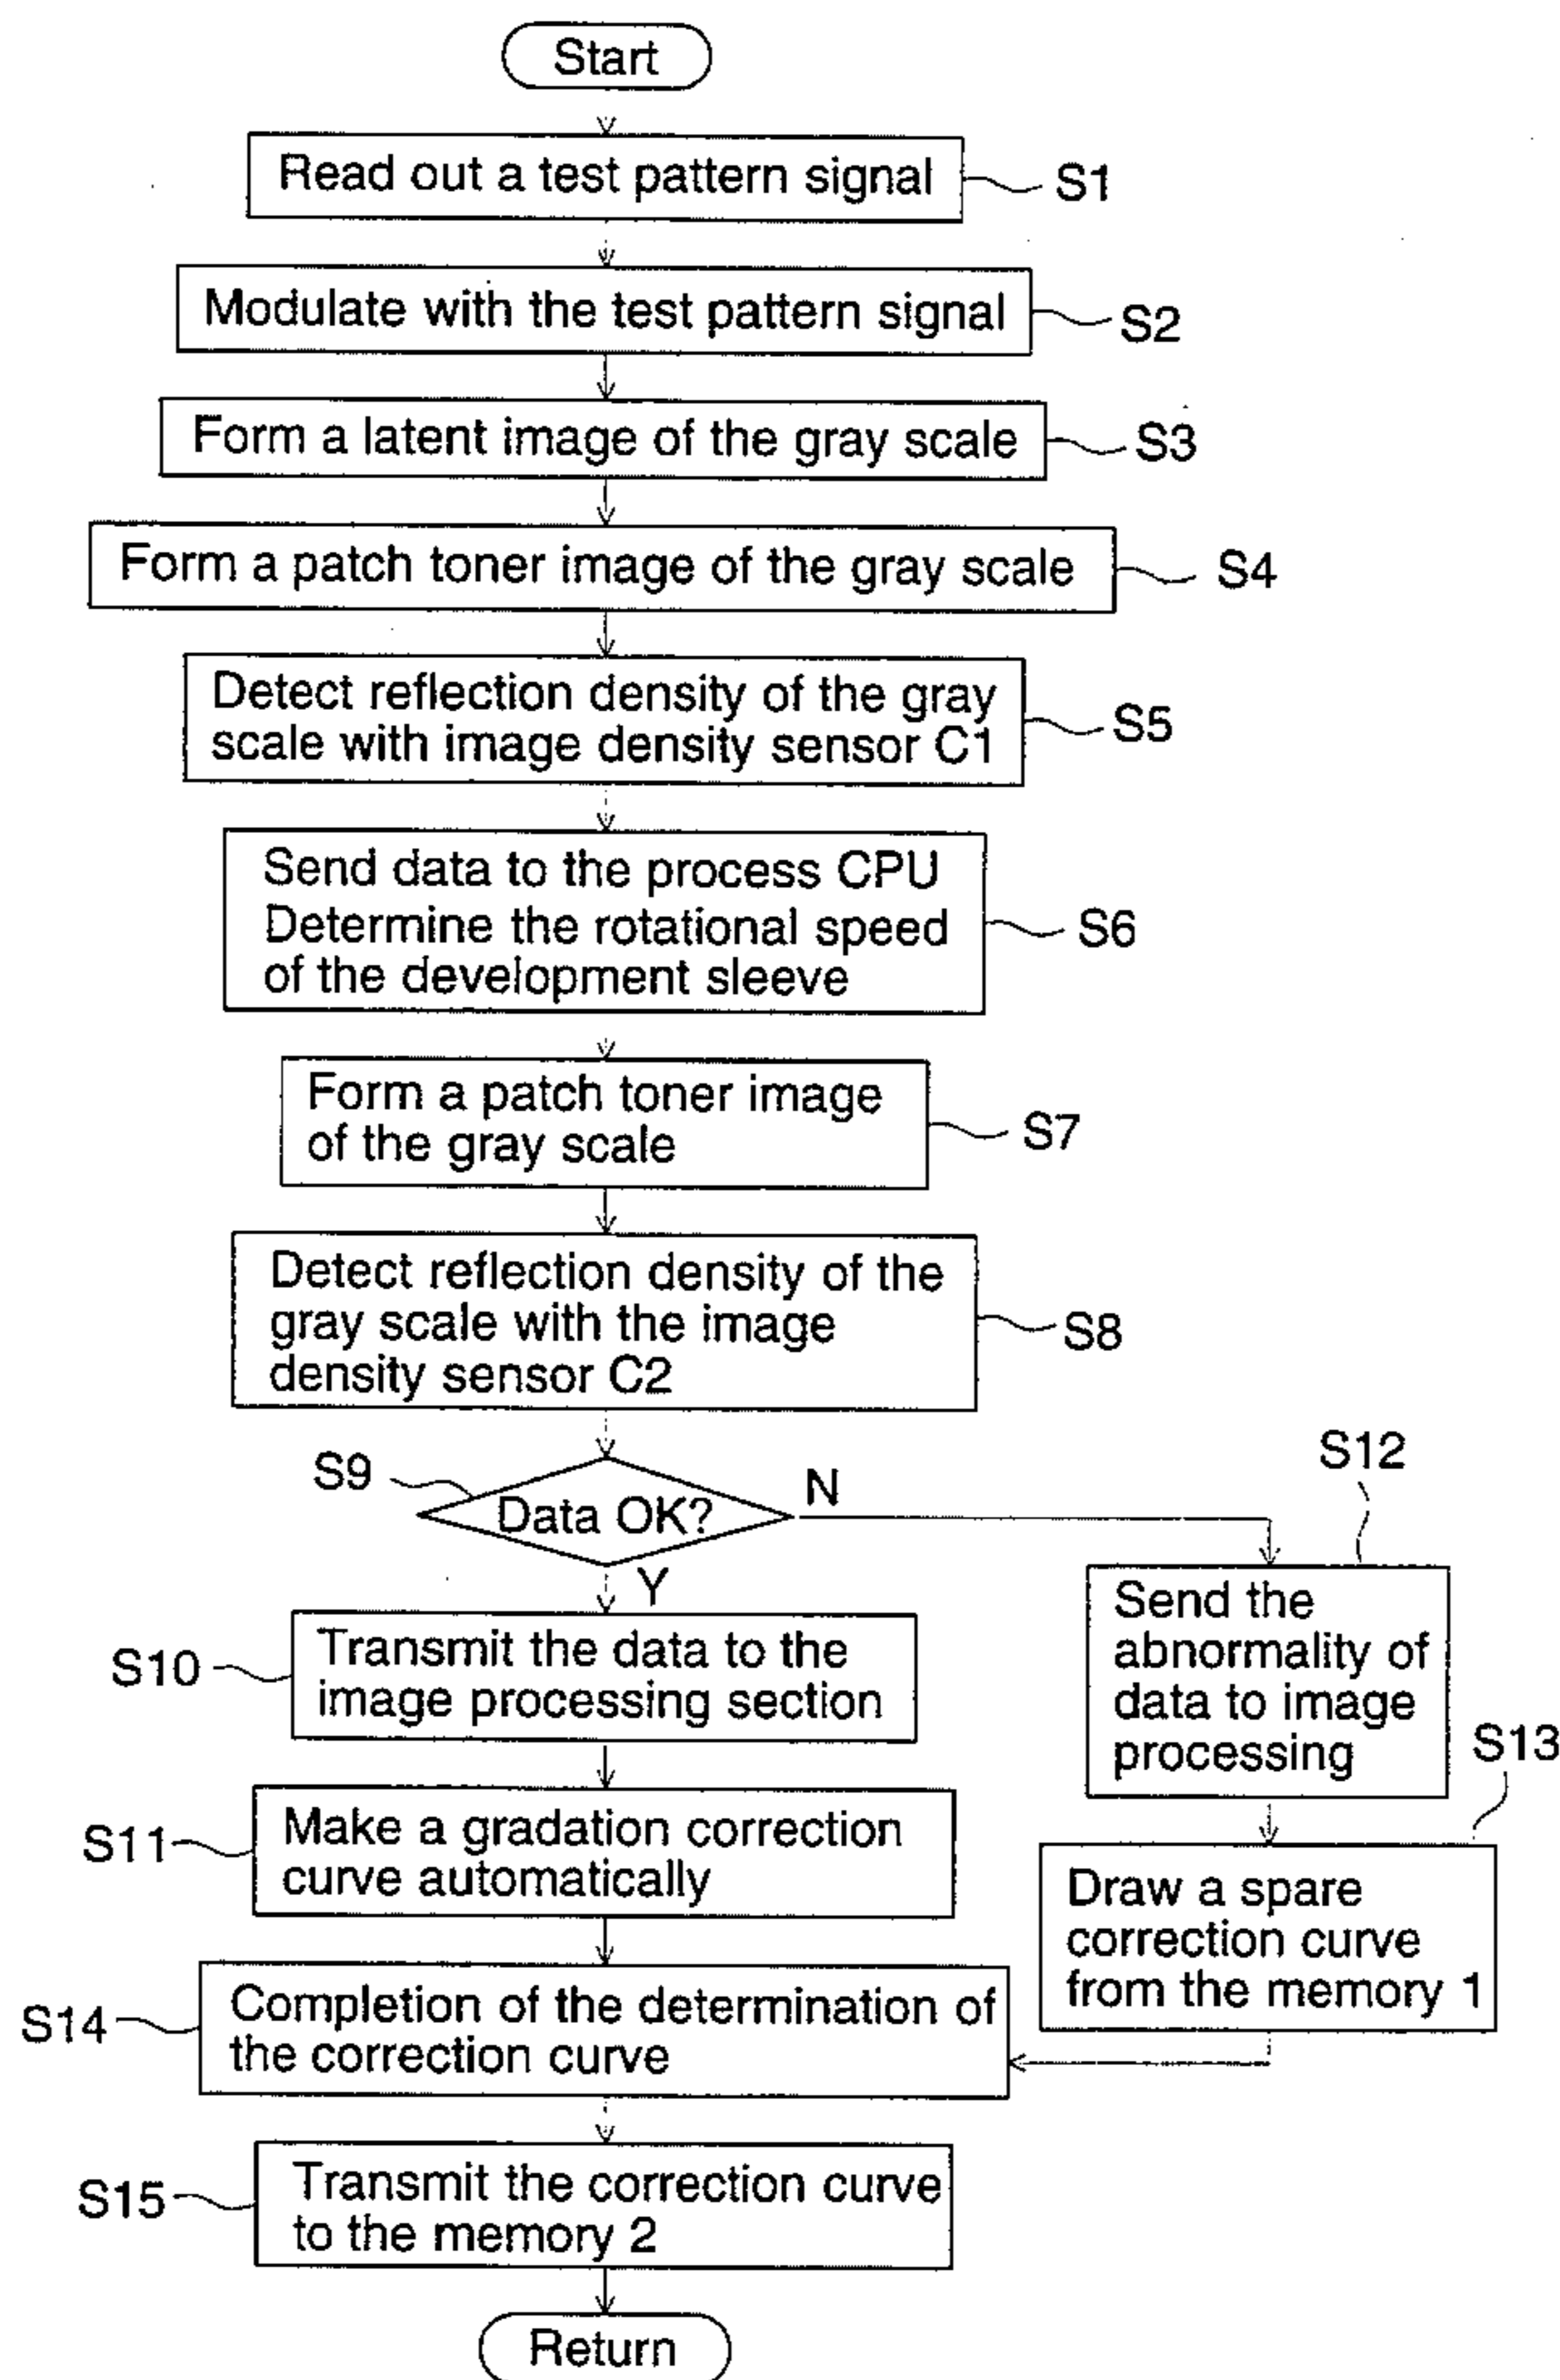 Start
Read out a test pattern signal
S1
Modulate with the test pattern signal
S2
Form a latent image of the gray scale
S3
Form a patch toner image of the gray scale
S4
Detect reflection density of the gray
scale with image density sensor C1
S5
Send data to the process CPU
Determine the rotational speed
of the development sleeve
S6
Form a patch toner image
of the gray scale
S7
Detect reflection density of the
gray scale with the image
density sensor C2
S8
S9
Data OK?
N
Y
S12
Send the
abnormality of
data to image
processing
S10
Transmit the data to the
image processing section
S13
Draw a spare
correction curve
from the memory 1
S11
Make a gradation correction
curve automatically
S14
Completion of the determination of
the correction curve
S15
Transmit the correction curve
to the memory 2
Return